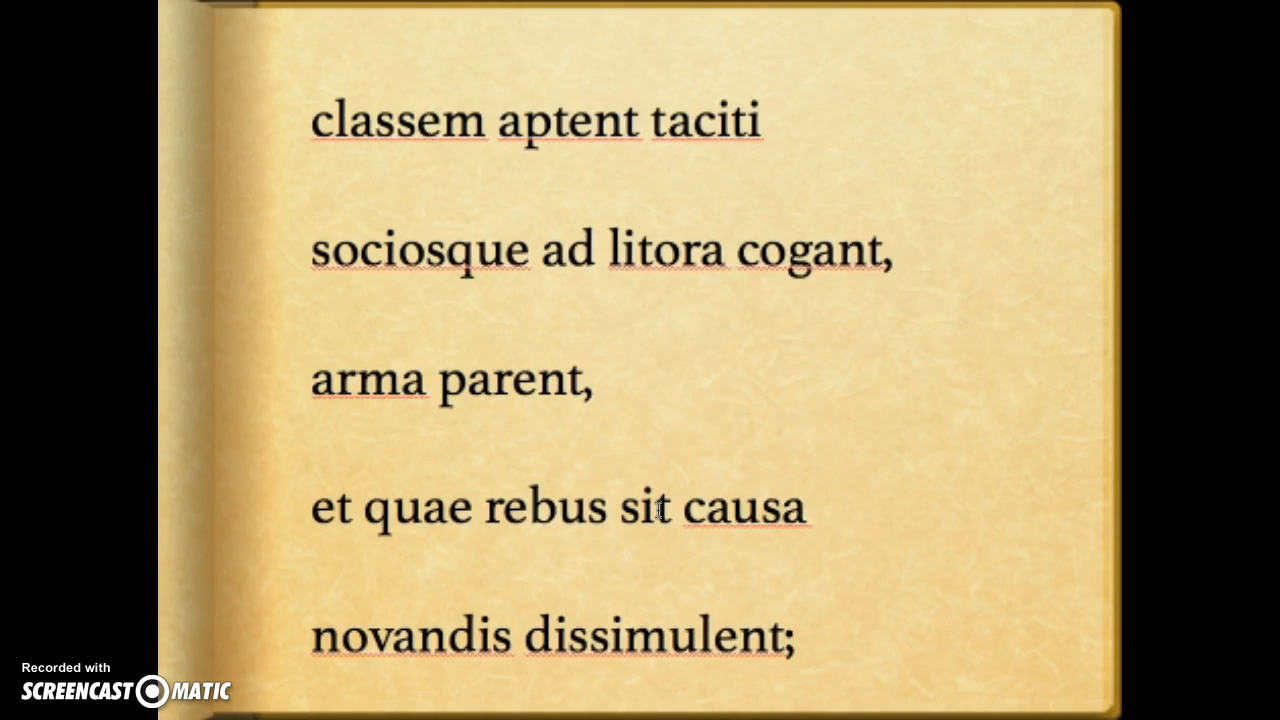 classem aptent taciti
sociosque ad litora cogant,
arma parent,
et quae rebus sit causa
novandis dissimulent;
Recorded with
SCREENCAST MATIC